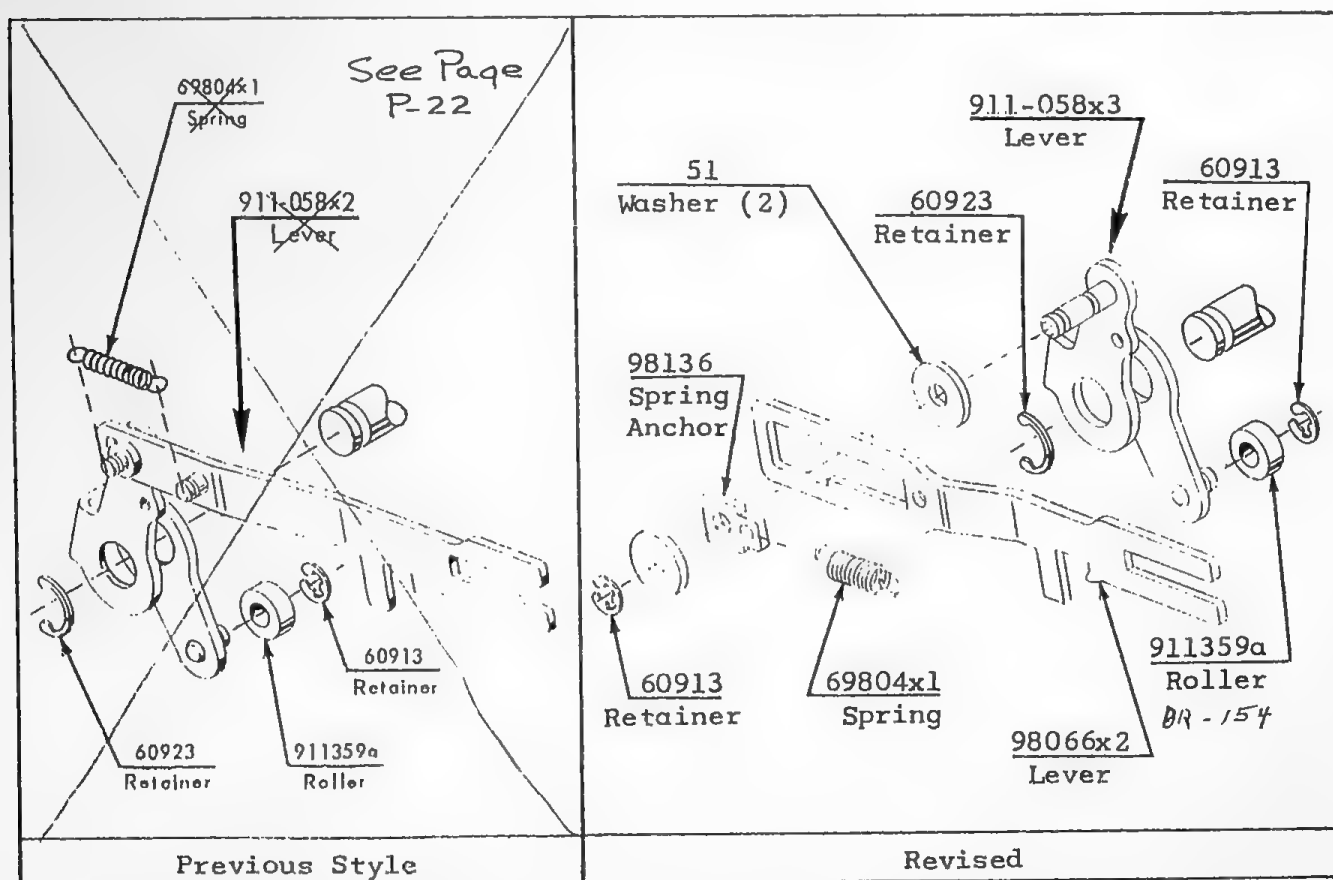 See Page
P-22
69804x1
Spring
911-058x2
Lever
60913
Retainer
60923
Retainer
911359a
Roller
Previous Style
911-058x3
Lever
60913
Retainer
51
Washer (2)
60923
Retainer
98136
Spring
Anchor
60913
Retainer
69804x1
Spring
911359a
Roller
BR-154
98066x2
Lever
Revised